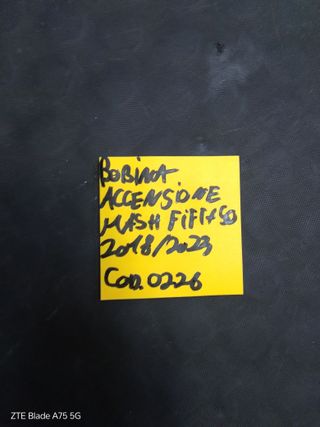 BOBINA
ACCENSIONE
MASH FIFTY 50
2018/2023
COD. 0226
ZTE Blade A75 5G